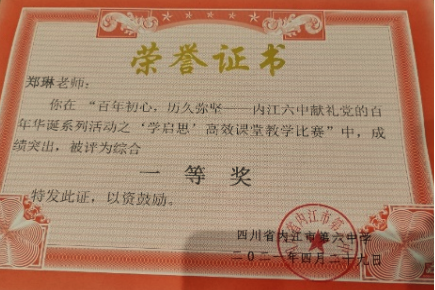 荣誉证书
郑琳老师：
你在“百年初心，历久弥坚——内江六中献礼党的百
年华诞系列活动之‘学启思’高效课堂教学比赛”中，成
绩突出，被评为综合
一等奖
特发此证，以资鼓励。
四川省内江市第六中学
二〇二一年四月二十九日